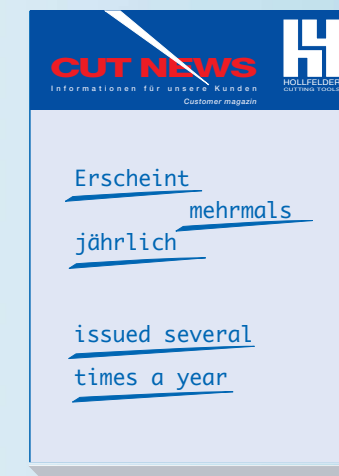 CUT NEWS
Informationen für unsere Kunden
Customer magazin
HOLLFELDER
CUTTING TOOLS
Erscheint
mehrmals
jährlich
issued several
times a year